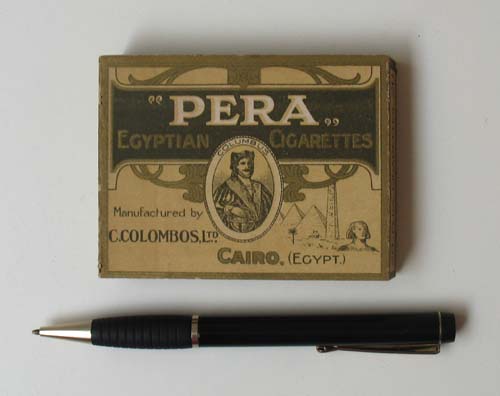 "PERA"
EGYPTIAN CIGARETTES
COLUMBUS
Manufactured by
C. COLOMBOS, LTD.
CAIRO. (EGYPT.)